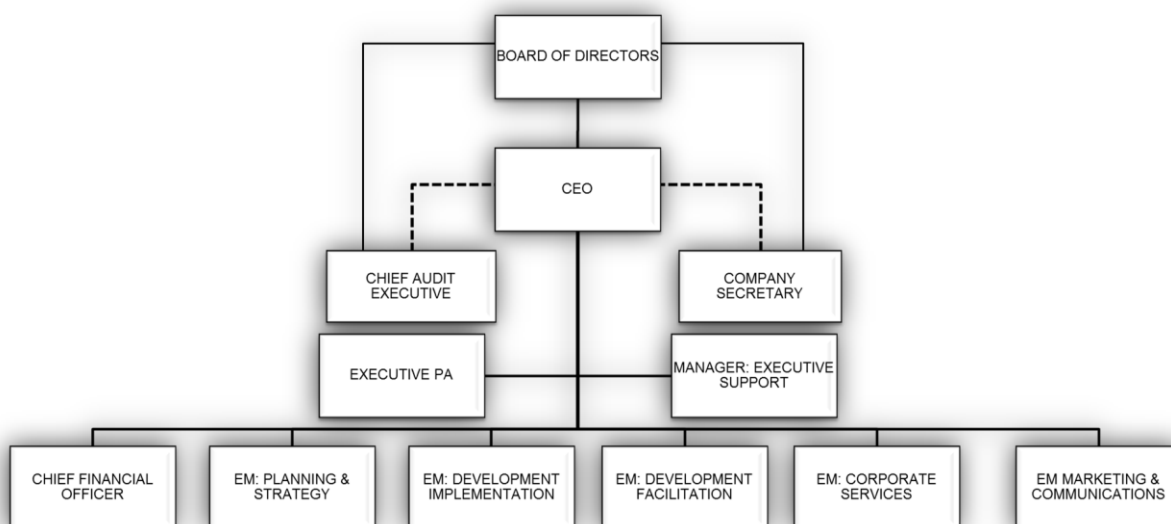 BOARD OF DIRECTORS
CEO
CHIEF AUDIT
EXECUTIVE
COMPANY
SECRETARY
EXECUTIVE PA
MANAGER: EXECUTIVE
SUPPORT
CHIEF FINANCIAL
OFFICER
EM: PLANNING &
STRATEGY
EM: DEVELOPMENT
IMPLEMENTATION
EM: DEVELOPMENT
FACILITATION
EM: CORPORATE
SERVICES
EM MARKETING &
COMMUNICATIONS